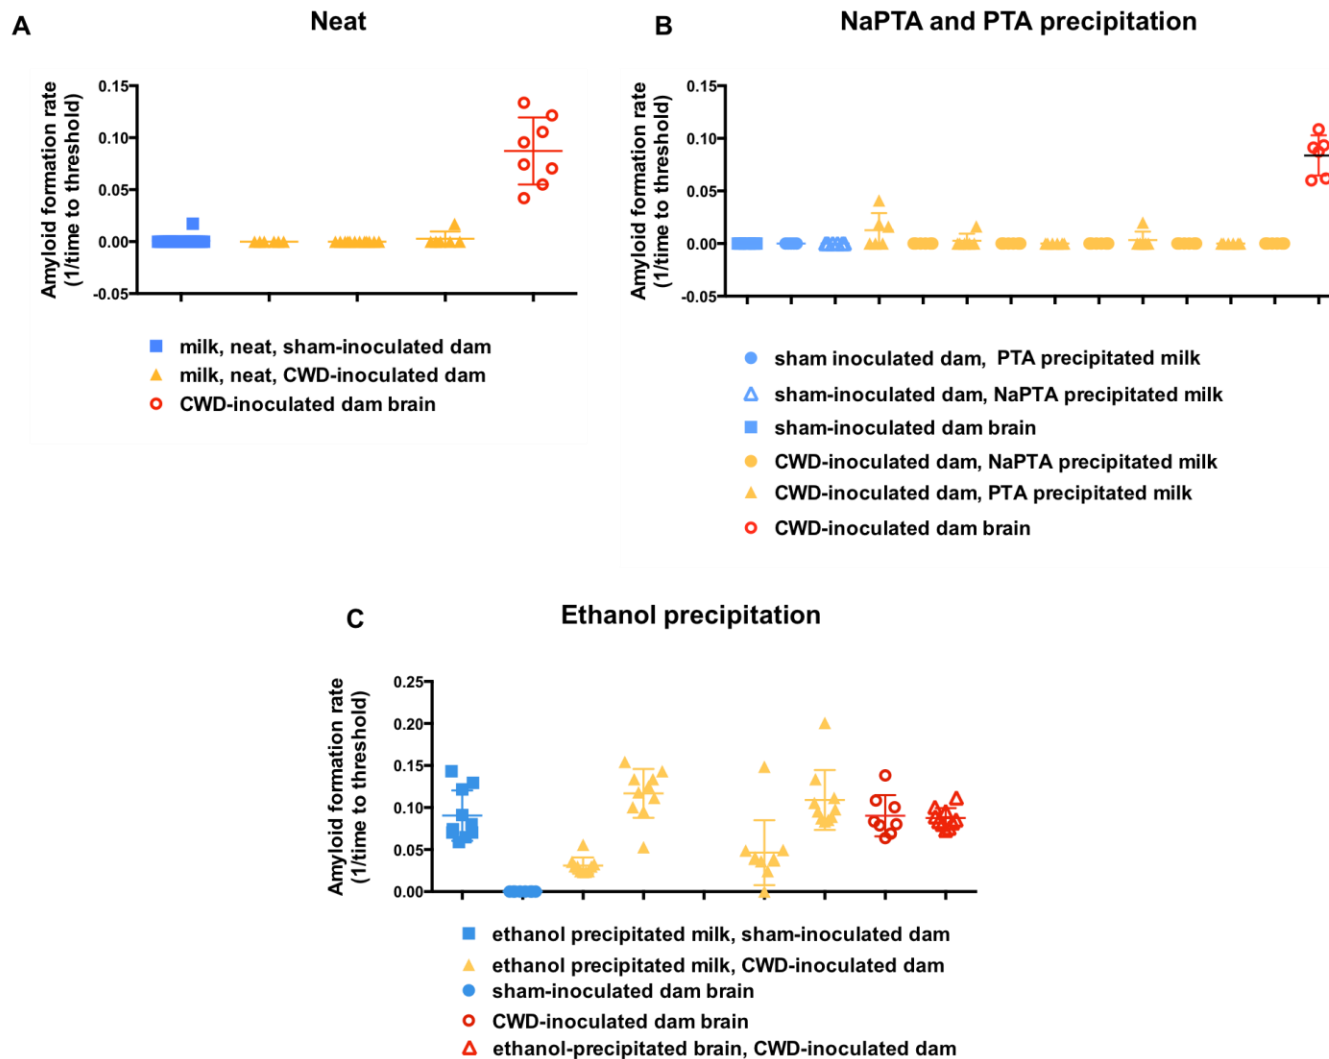 A
Neat
Amyloid formation rate
(1/time to threshold)
0.15
0.10
0.05
0.00
-0.05
milk, neat, sham-inoculated dam
milk, neat, CWD-inoculated dam
CWD-inoculated dam brain
B
NaPTA and PTA precipitation
Amyloid formation rate
(1/time to threshold)
0.15
0.10
0.05
0.00
-0.05
sham inoculated dam, PTA precipitated milk
sham-inoculated dam, NaPTA precipitated milk
sham-inoculated dam brain
CWD-inoculated dam, NaPTA precipitated milk
CWD-inoculated dam, PTA precipitated milk
CWD-inoculated dam brain
C
Ethanol precipitation
Amyloid formation rate
(1/time to threshold)
0.25
0.20
0.15
0.10
0.05
0.00
ethanol precipitated milk, sham-inoculated dam
ethanol precipitated milk, CWD-inoculated dam
sham-inoculated dam brain
CWD-inoculated dam brain
ethanol-precipitated brain, CWD-inoculated dam